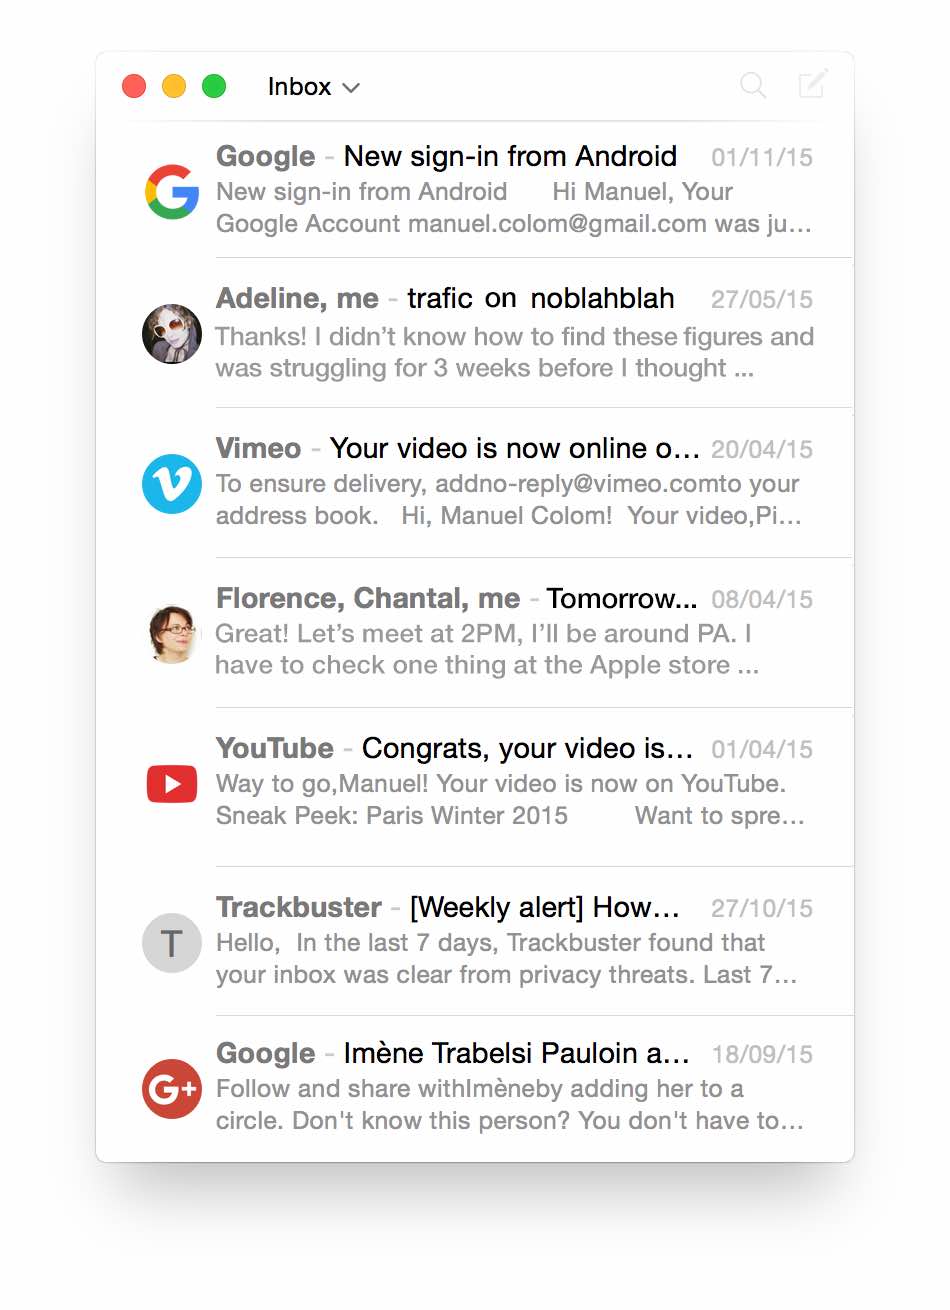 Inbox
Google - New sign-in from Android 01/11/15
New sign-in from Android Hi Manuel, Your
Google Account manuel.colom@gmail.com was ju...
Adeline, me - trafic on noblahblah 27/05/15
Thanks! I didn't know how to find these figures and
was struggling for 3 weeks before I thought ...
Vimeo - Your video is now online o... 20/04/15
To ensure delivery, addno-reply@vimeo.comto your
address book. Hi, Manuel Colom! Your video,Pi...
Florence, Chantal, me - Tomorrow... 08/04/15
Great! Let's meet at 2PM, I'll be around PA. I
have to check one thing at the Apple store ...
YouTube - Congrats, your video is... 01/04/15
Way to go,Manuel! Your video is now on YouTube.
Sneak Peek: Paris Winter 2015 Want to spre...
Trackbuster - [Weekly alert] How... 27/10/15
T
Hello, In the last 7 days, Trackbuster found that
your inbox was clear from privacy threats. Last 7...
Google - Imène Trabelsi Pauloin a... 18/09/15
G+
Follow and share withImèneby adding her to a
circle. Don't know this person? You don't have to...